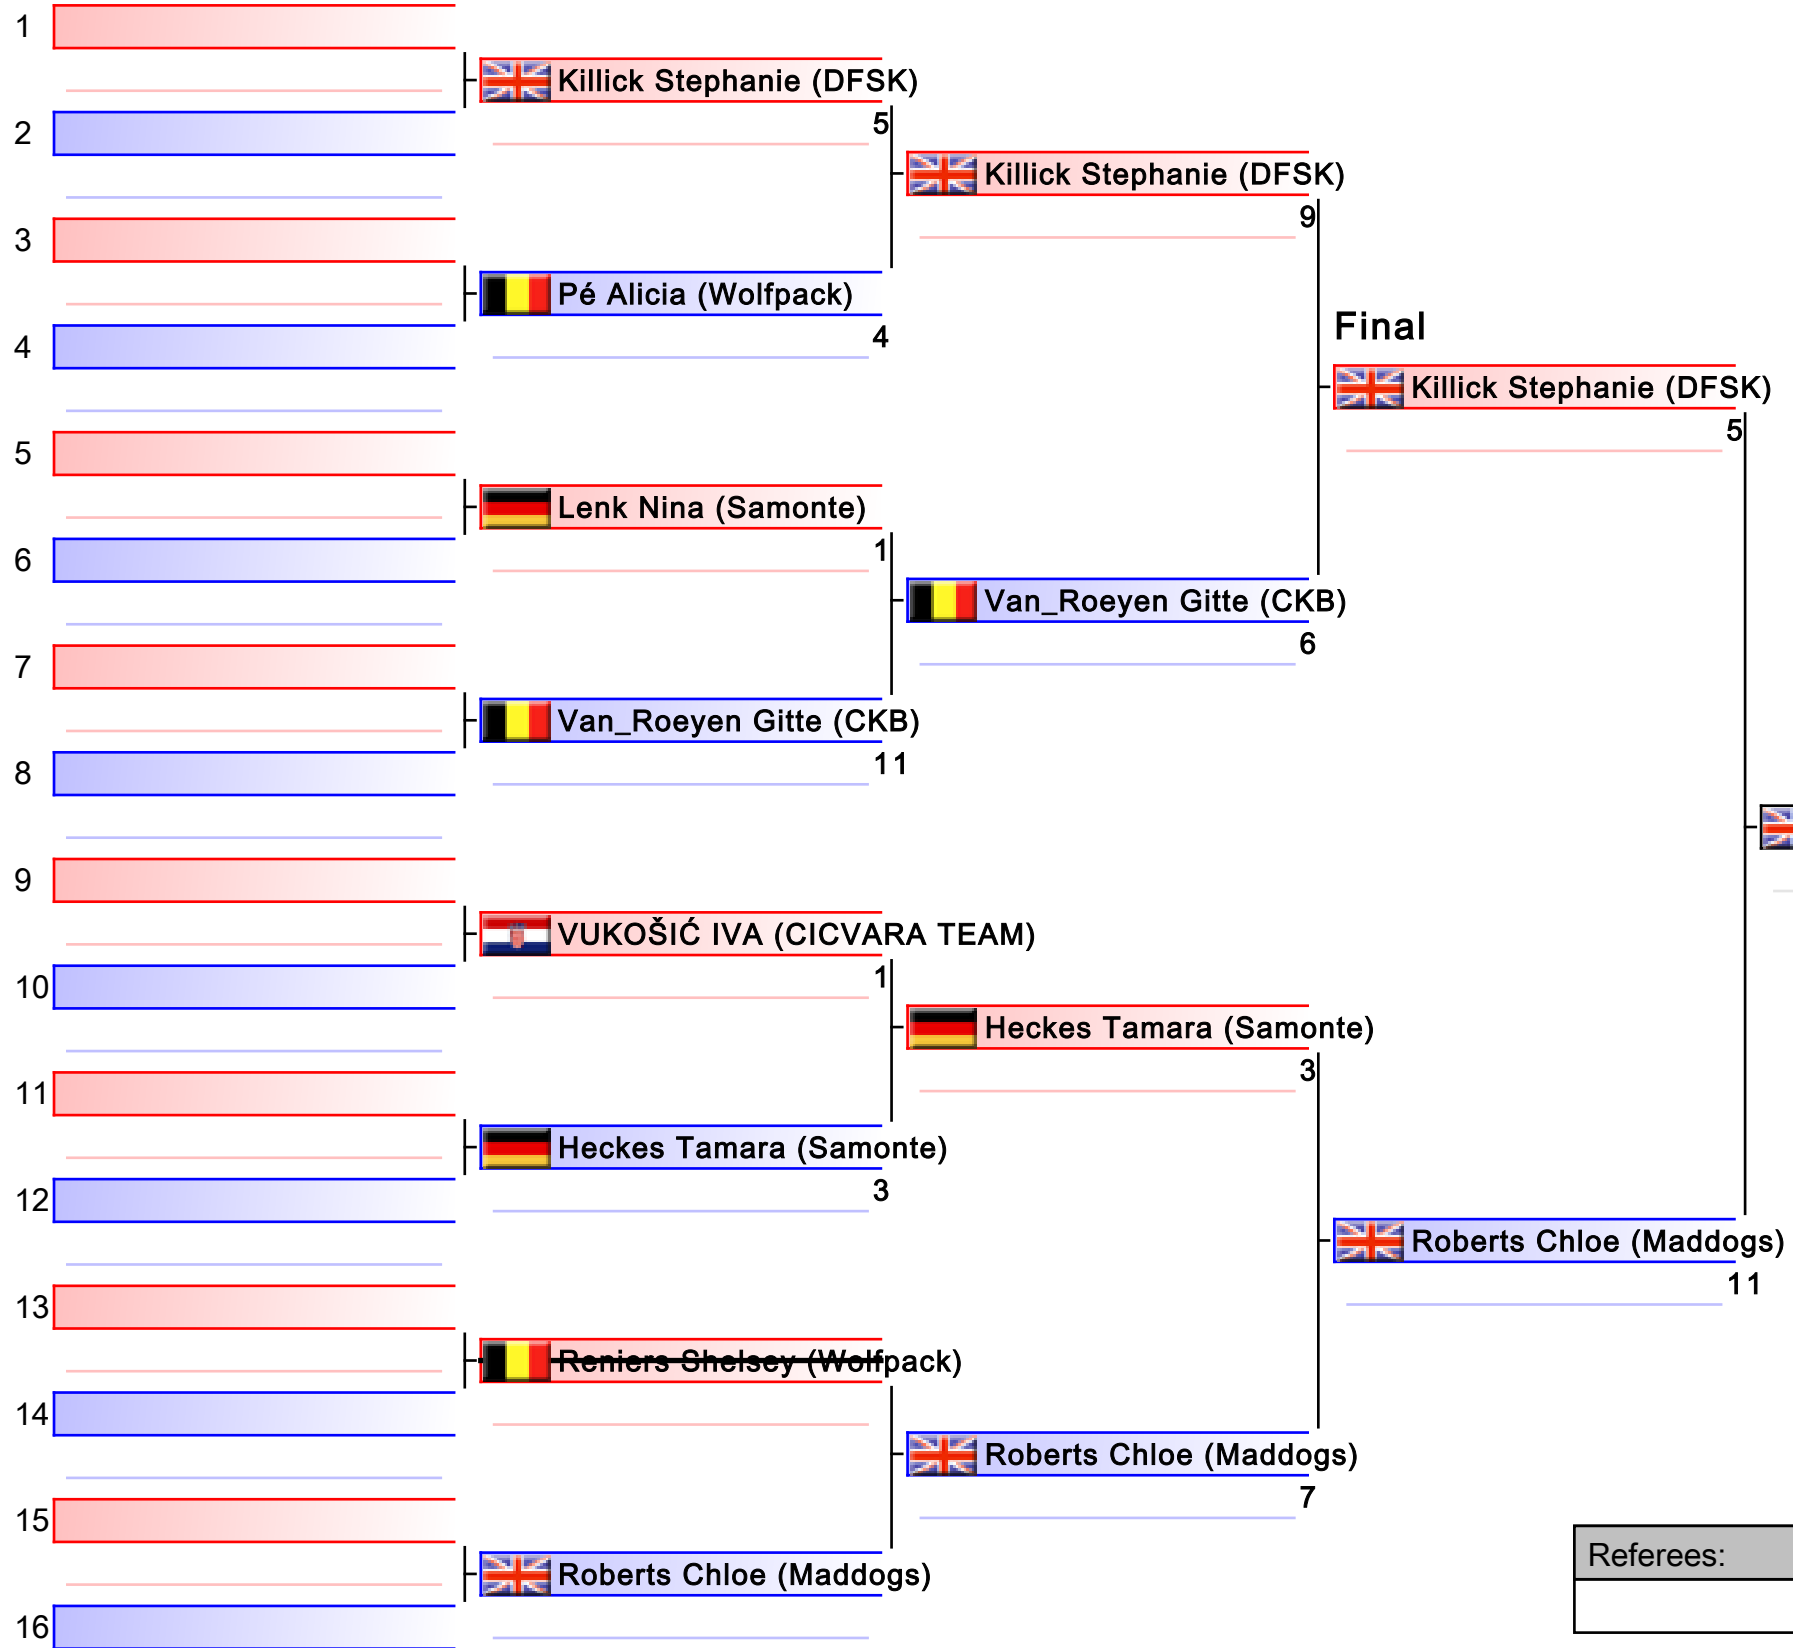 1
Killick Stephanie (DFSK)
5
2
Killick Stephanie (DFSK)
9
3
Pé Alicia (Wolfpack)
4
4
Final
Killick Stephanie (DFSK)
5
5
Lenk Nina (Samonte)
1
6
Van_Roeyen Gitte (CKB)
6
7
Van_Roeyen Gitte (CKB)
11
8
9
VUKOŠIĆ IVA (CICVARA TEAM)
1
10
Heckes Tamara (Samonte)
3
11
Heckes Tamara (Samonte)
3
12
Roberts Chloe (Maddogs)
11
13
Reniers Shelsey (Wolfpack)
14
Roberts Chloe (Maddogs)
7
15
Roberts Chloe (Maddogs)
16
Referees: